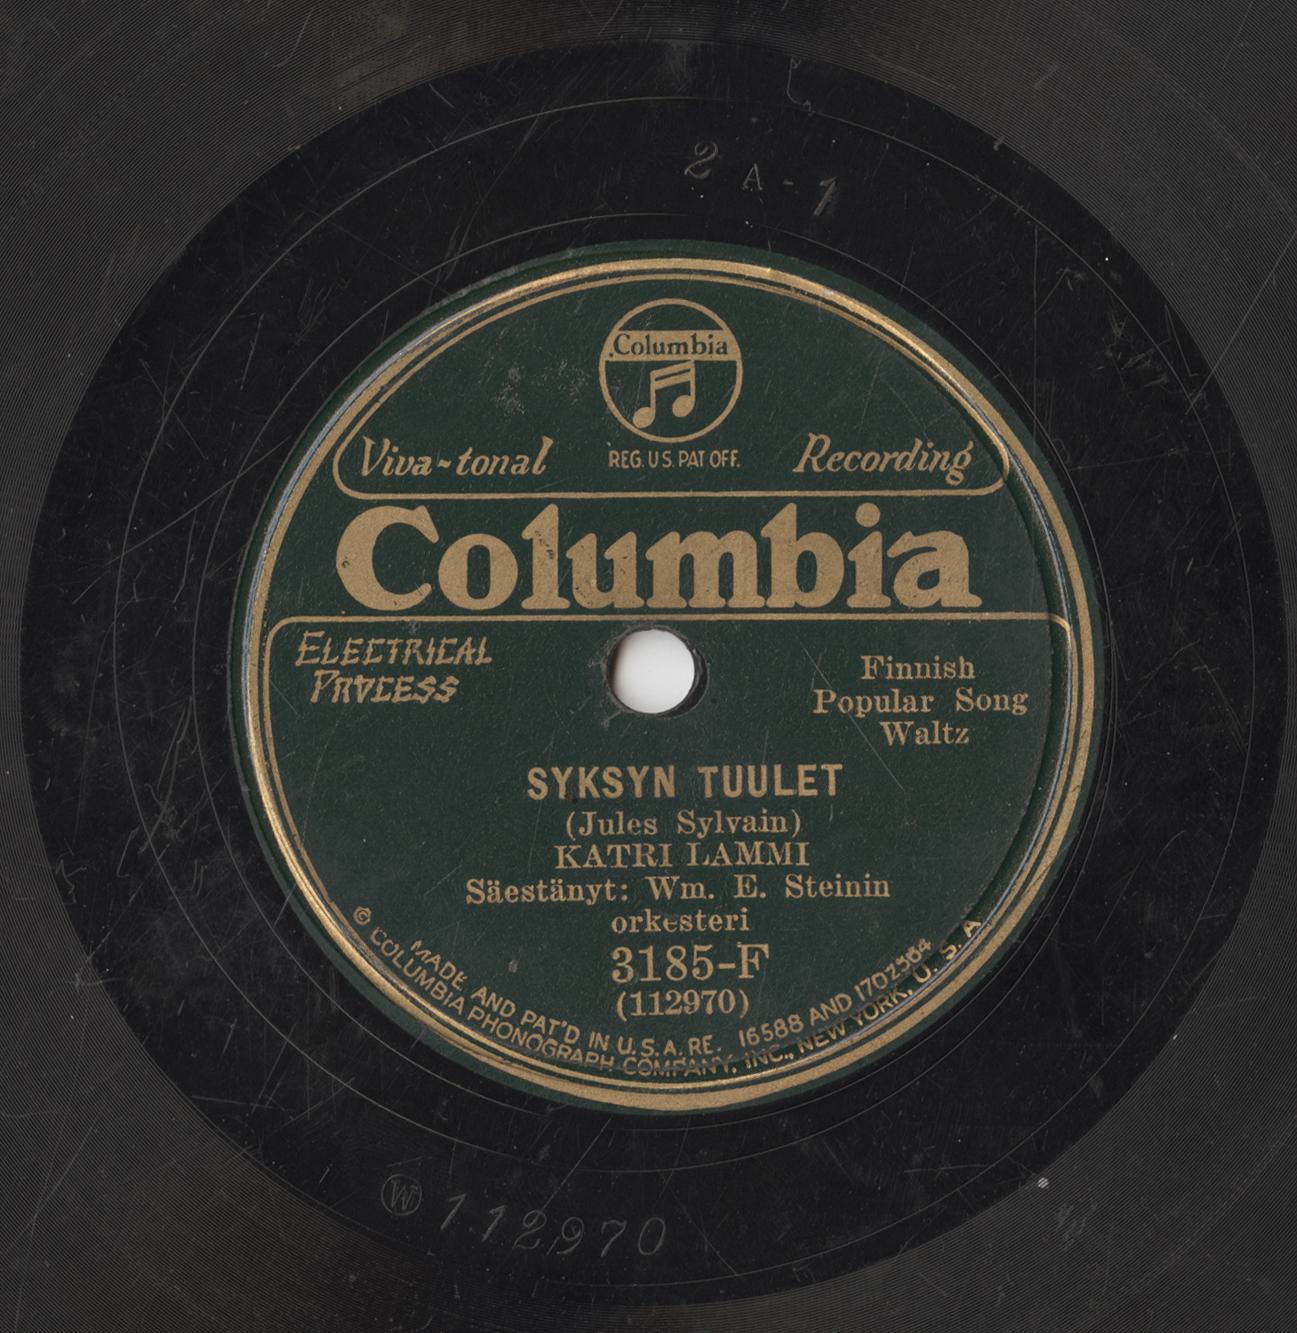 2 A - 1
Columbia
Viva-tonal REG. U.S. PAT OFF. Recording
Columbia
ELECTRICAL
PROCESS
Finnish
Popular Song
Waltz
SYKSYN TUULET
(Jules Sylvain)
KATRI LAMMI
Säestänyt: Wm. E. Steinin
orkesteri
3185-F
(112970)
MADE AND PAT'D IN U.S.A. RE. 16588 AND 1702564
© COLUMBIA PHONOGRAPH COMPANY, INC., NEW YORK, U. S. A
W 112970